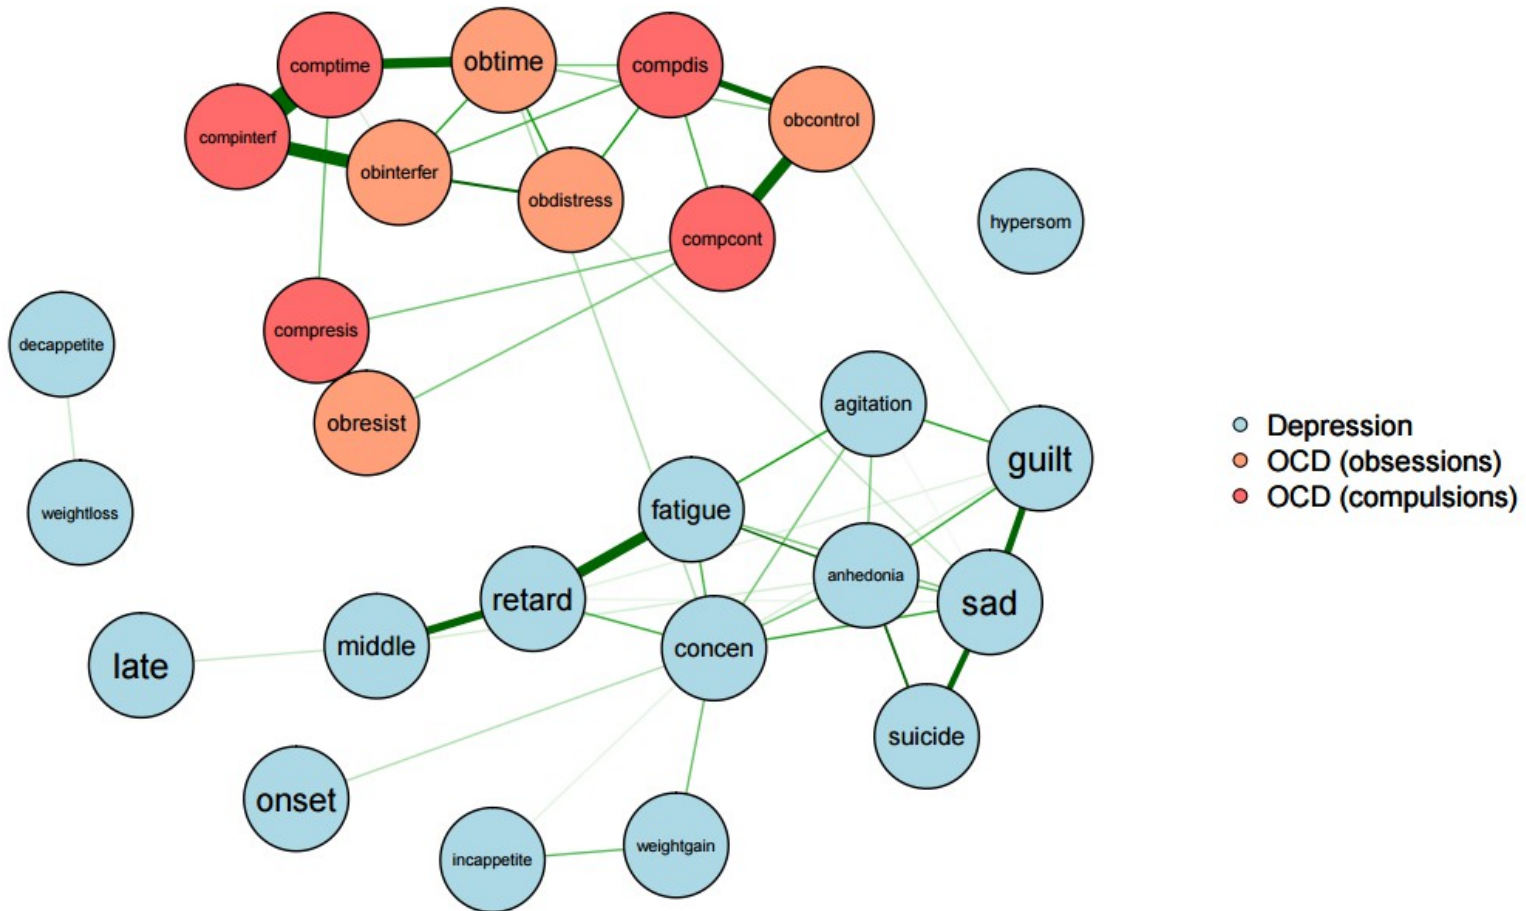 comptime
obtime
compdis
obcontrol
compinterf
obinterfer
obdistress
compcont
hypersom
compresis
decappetite
obresist
agitation
guilt
Depression
OCD (obsessions)
OCD (compulsions)
weightloss
fatigue
anhedonia
retard
sad
middle
concen
late
suicide
onset
incappetite
weightgain